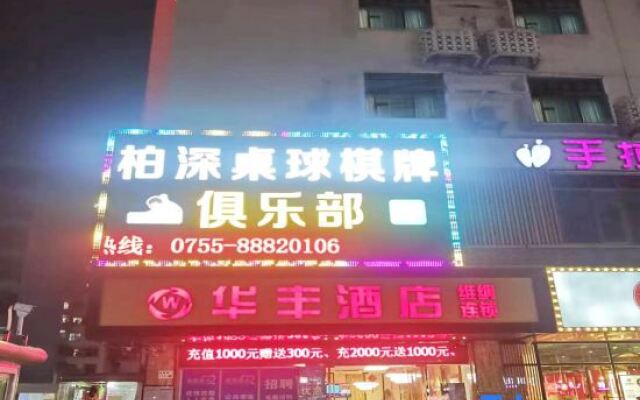 柏深桌球棋牌
俱乐部
热线：0755-88820106
手
W
华丰酒店
维纳
连锁
充值1000元赠送300元、充2000元送1000元、
招聘